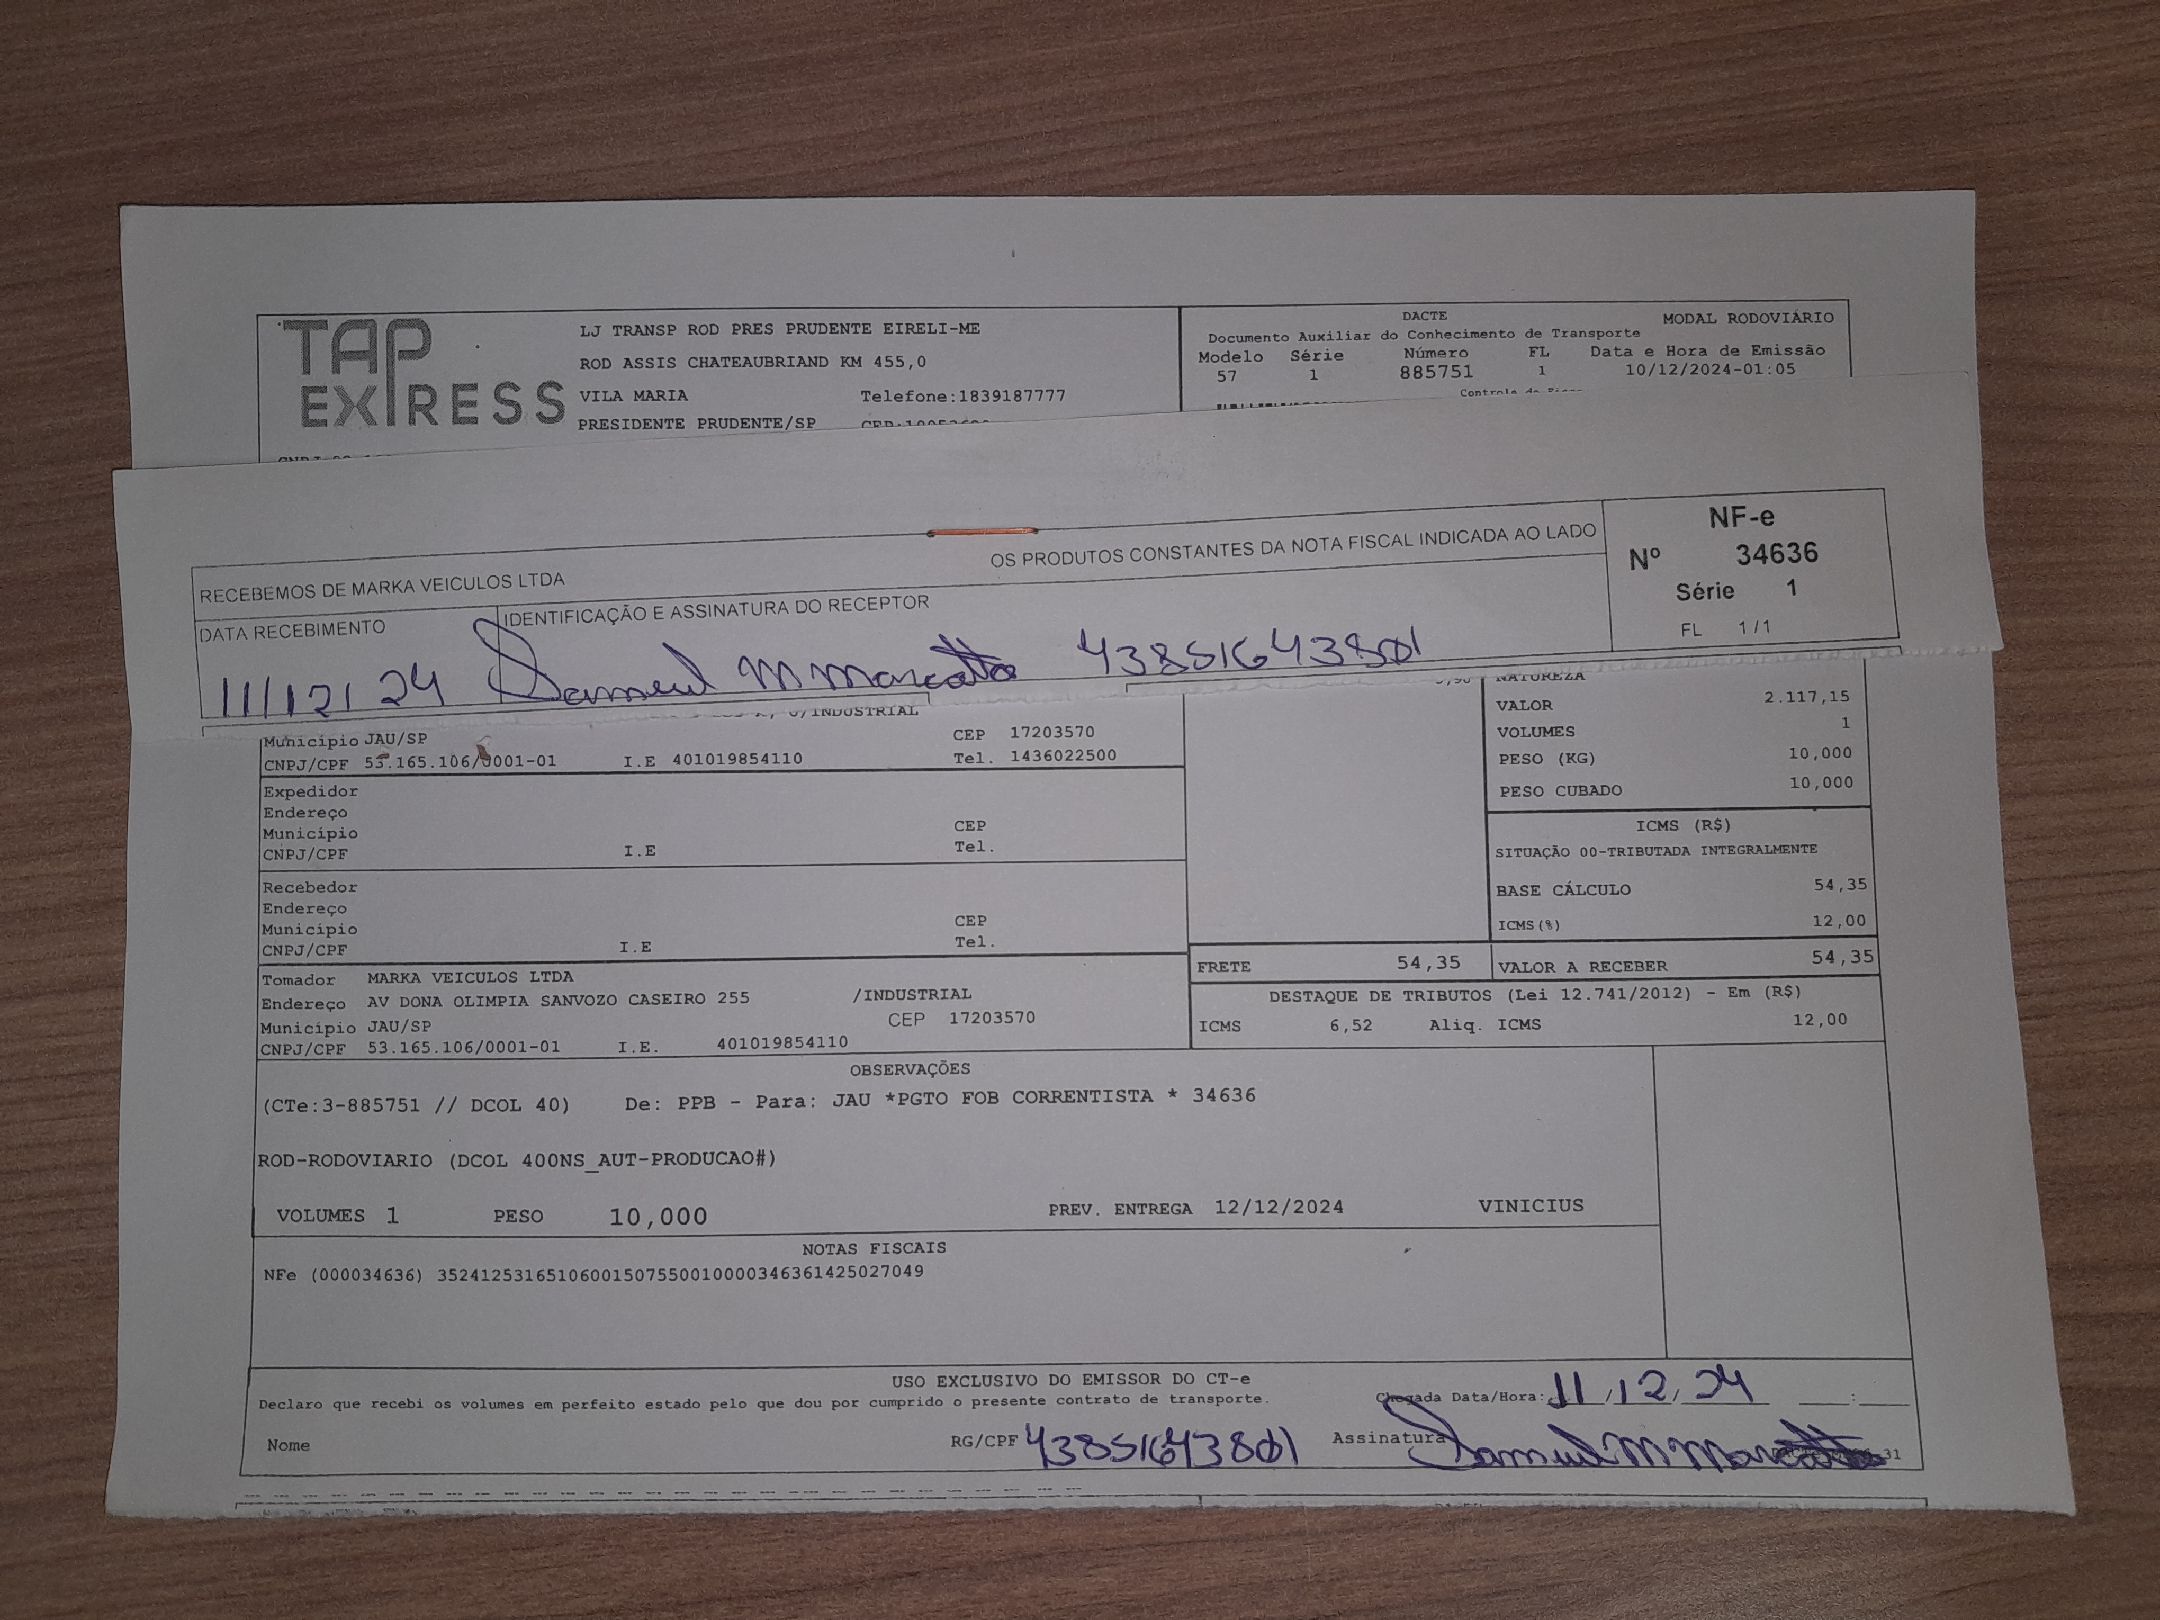 TAP EXPRESS
LJ TRANSP ROD PRES PRUDENTE EIRELI-ME
ROD ASSIS CHATEAUBRIAND KM 455,0
VILA MARIA Telefone:1839187777
PRESIDENTE PRUDENTE/SP
DACTE MODAL RODOVIÁRIO
Documento Auxiliar do Conhecimento de Transporte
Modelo Série Número FL Data e Hora de Emissão
57 1 885751 1 10/12/2024-01:05
RECEBEMOS DE MARKA VEICULOS LTDA OS PRODUTOS CONSTANTES DA NOTA FISCAL INDICADA AO LADO
DATA RECEBIMENTO IDENTIFICAÇÃO E ASSINATURA DO RECEPTOR
11/12/24 Samuel M Marcatto 43851643801
NF-e
Nº 34636
Série 1
FL 1/1
/INDUSTRIAL
Município JAU/SP CEP 17203570
CNPJ/CPF 53.165.106/0001-01 I.E 401019854110 Tel. 1436022500
Expedidor
Endereço
Município CEP
CNPJ/CPF I.E Tel.
Recebedor
Endereço
Município CEP
CNPJ/CPF I.E Tel.
Tomador MARKA VEICULOS LTDA
Endereço AV DONA OLIMPIA SANVOZO CASEIRO 255 /INDUSTRIAL
Município JAU/SP CEP 17203570
CNPJ/CPF 53.165.106/0001-01 I.E. 401019854110
NATUREZA
VALOR 2.117,15
VOLUMES 1
PESO (KG) 10,000
PESO CUBADO 10,000
ICMS (R$)
SITUAÇÃO 00-TRIBUTADA INTEGRALMENTE
BASE CÁLCULO 54,35
ICMS(%) 12,00
FRETE 54,35 VALOR A RECEBER 54,35
DESTAQUE DE TRIBUTOS (Lei 12.741/2012) - Em (R$)
ICMS 6,52 Aliq. ICMS 12,00
OBSERVAÇÕES
(CTe:3-885751 // DCOL 40) De: PPB - Para: JAU *PGTO FOB CORRENTISTA * 34636
ROD-RODOVIARIO (DCOL 400NS_AUT-PRODUCAO#)
VOLUMES 1 PESO 10,000 PREV. ENTREGA 12/12/2024 VINICIUS
NOTAS FISCAIS
NFe (000034636) 35241253165106001507550010000346361425027049
USO EXCLUSIVO DO EMISSOR DO CT-e
Declaro que recebi os volumes em perfeito estado pelo que dou por cumprido o presente contrato de transporte. Chegada Data/Hora: 11/12/24 :
Nome RG/CPF 43851643801 Assinatura Samuel M Marcatto